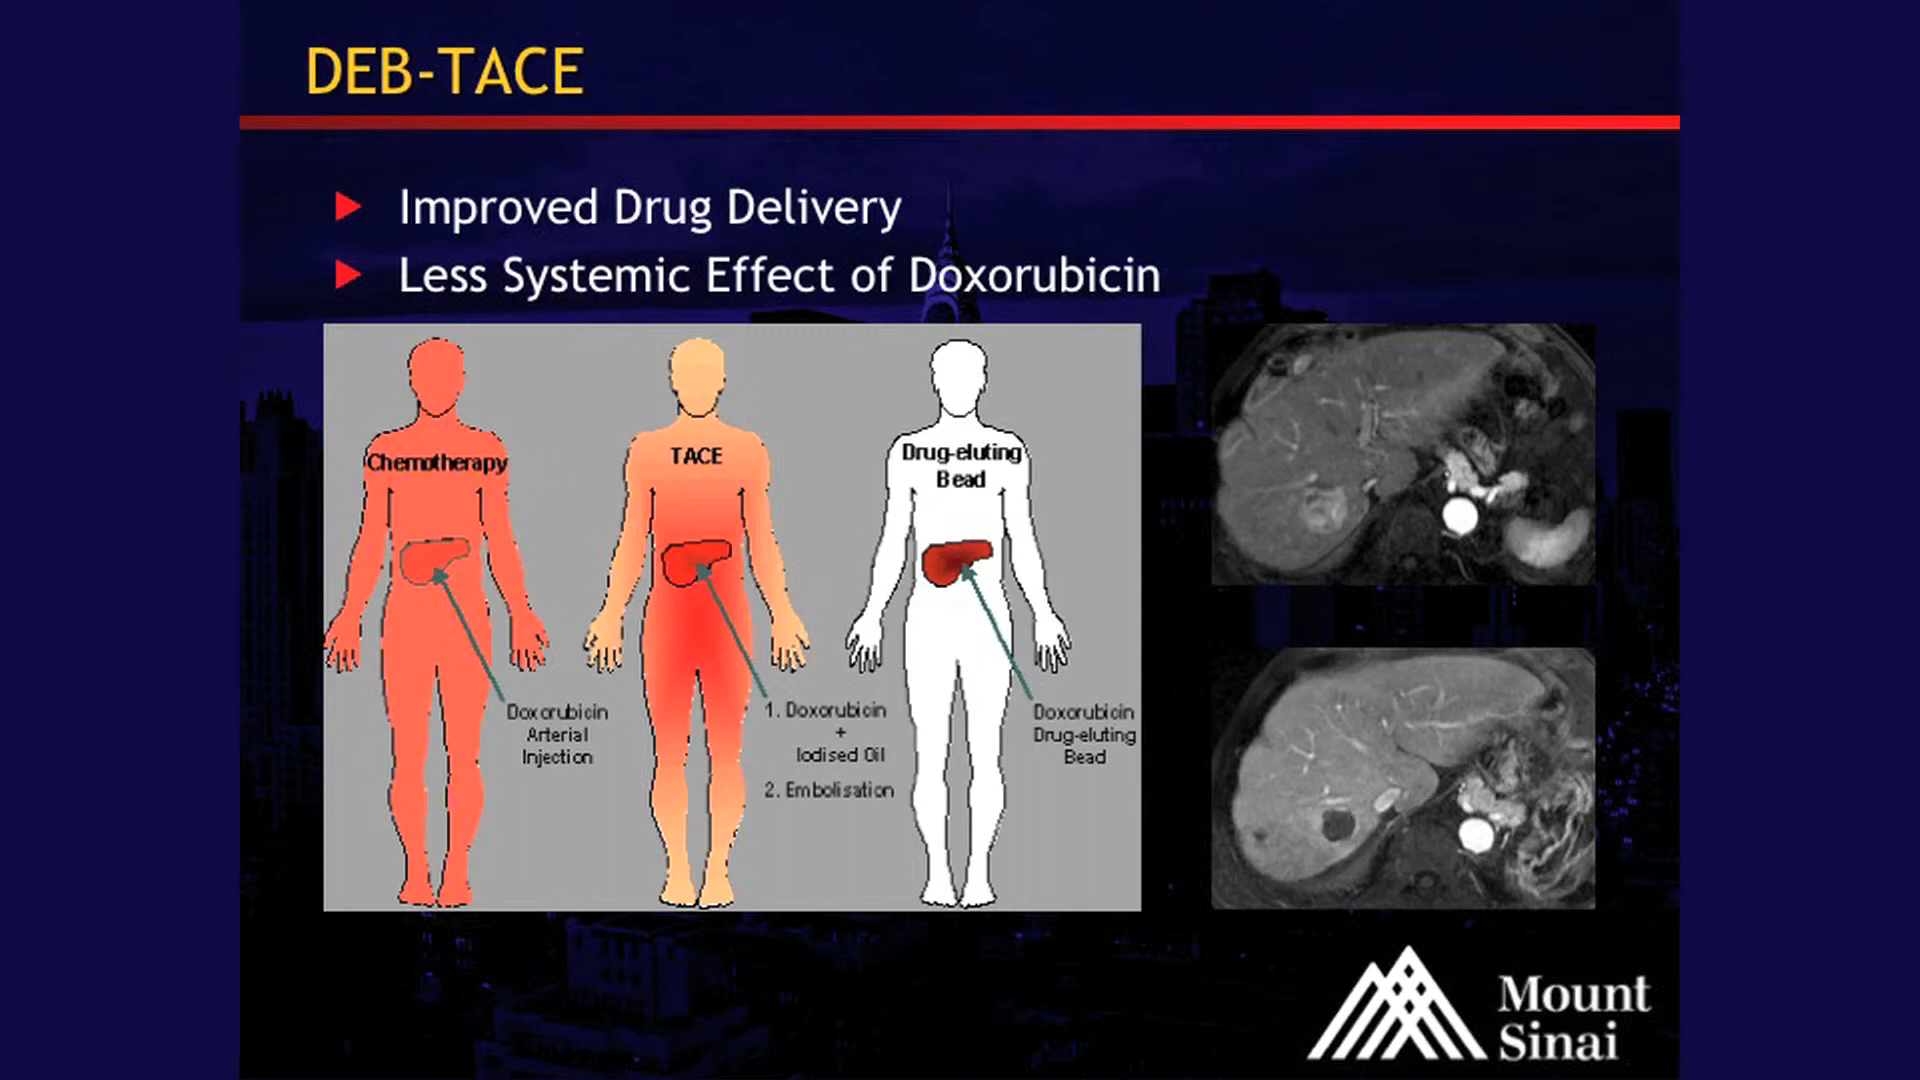 DEB-TACE
Improved Drug Delivery
Less Systemic Effect of Doxorubicin
Chemotherapy
TACE
Drug-eluting
Bead
Doxorubicin
Arterial
Injection
1. Doxorubicin
+
Iodised Oil
2. Embolisation
Doxorubicin
Drug-eluting
Bead
Mount
Sinai